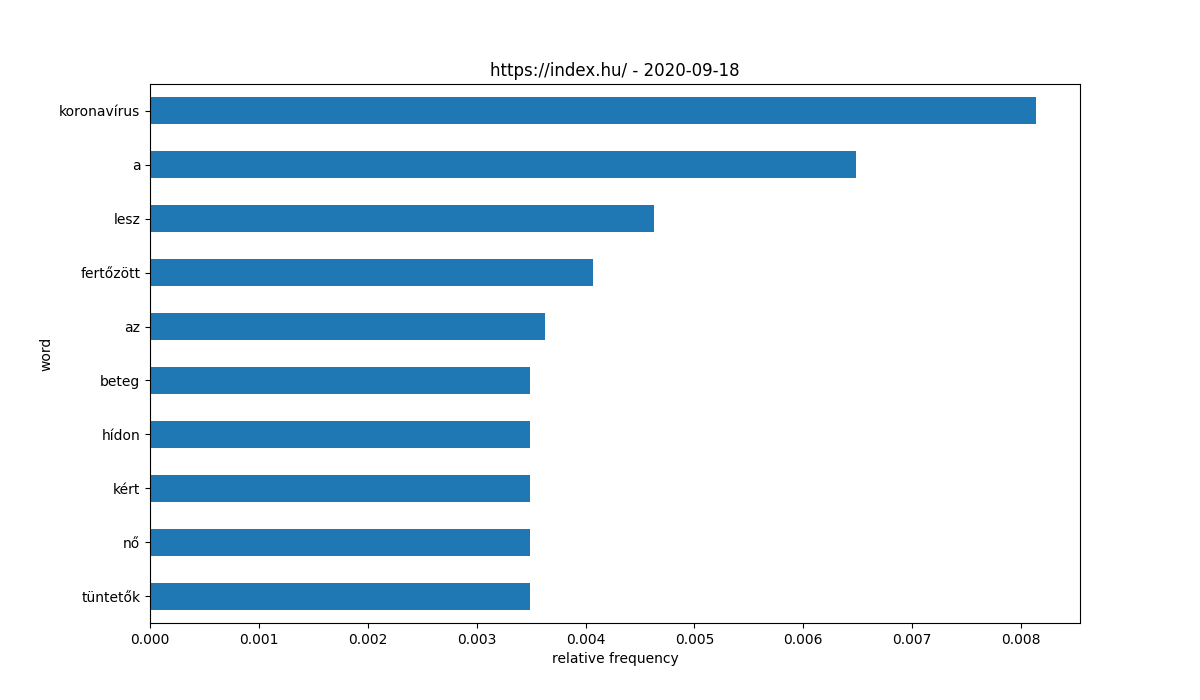 https://index.hu/ - 2020-09-18
koronavírus
a
lesz
fertőzött
az
beteg
hídon
kért
nő
tüntetők
word
0.000 0.001 0.002 0.003 0.004 0.005 0.006 0.007 0.008
relative frequency